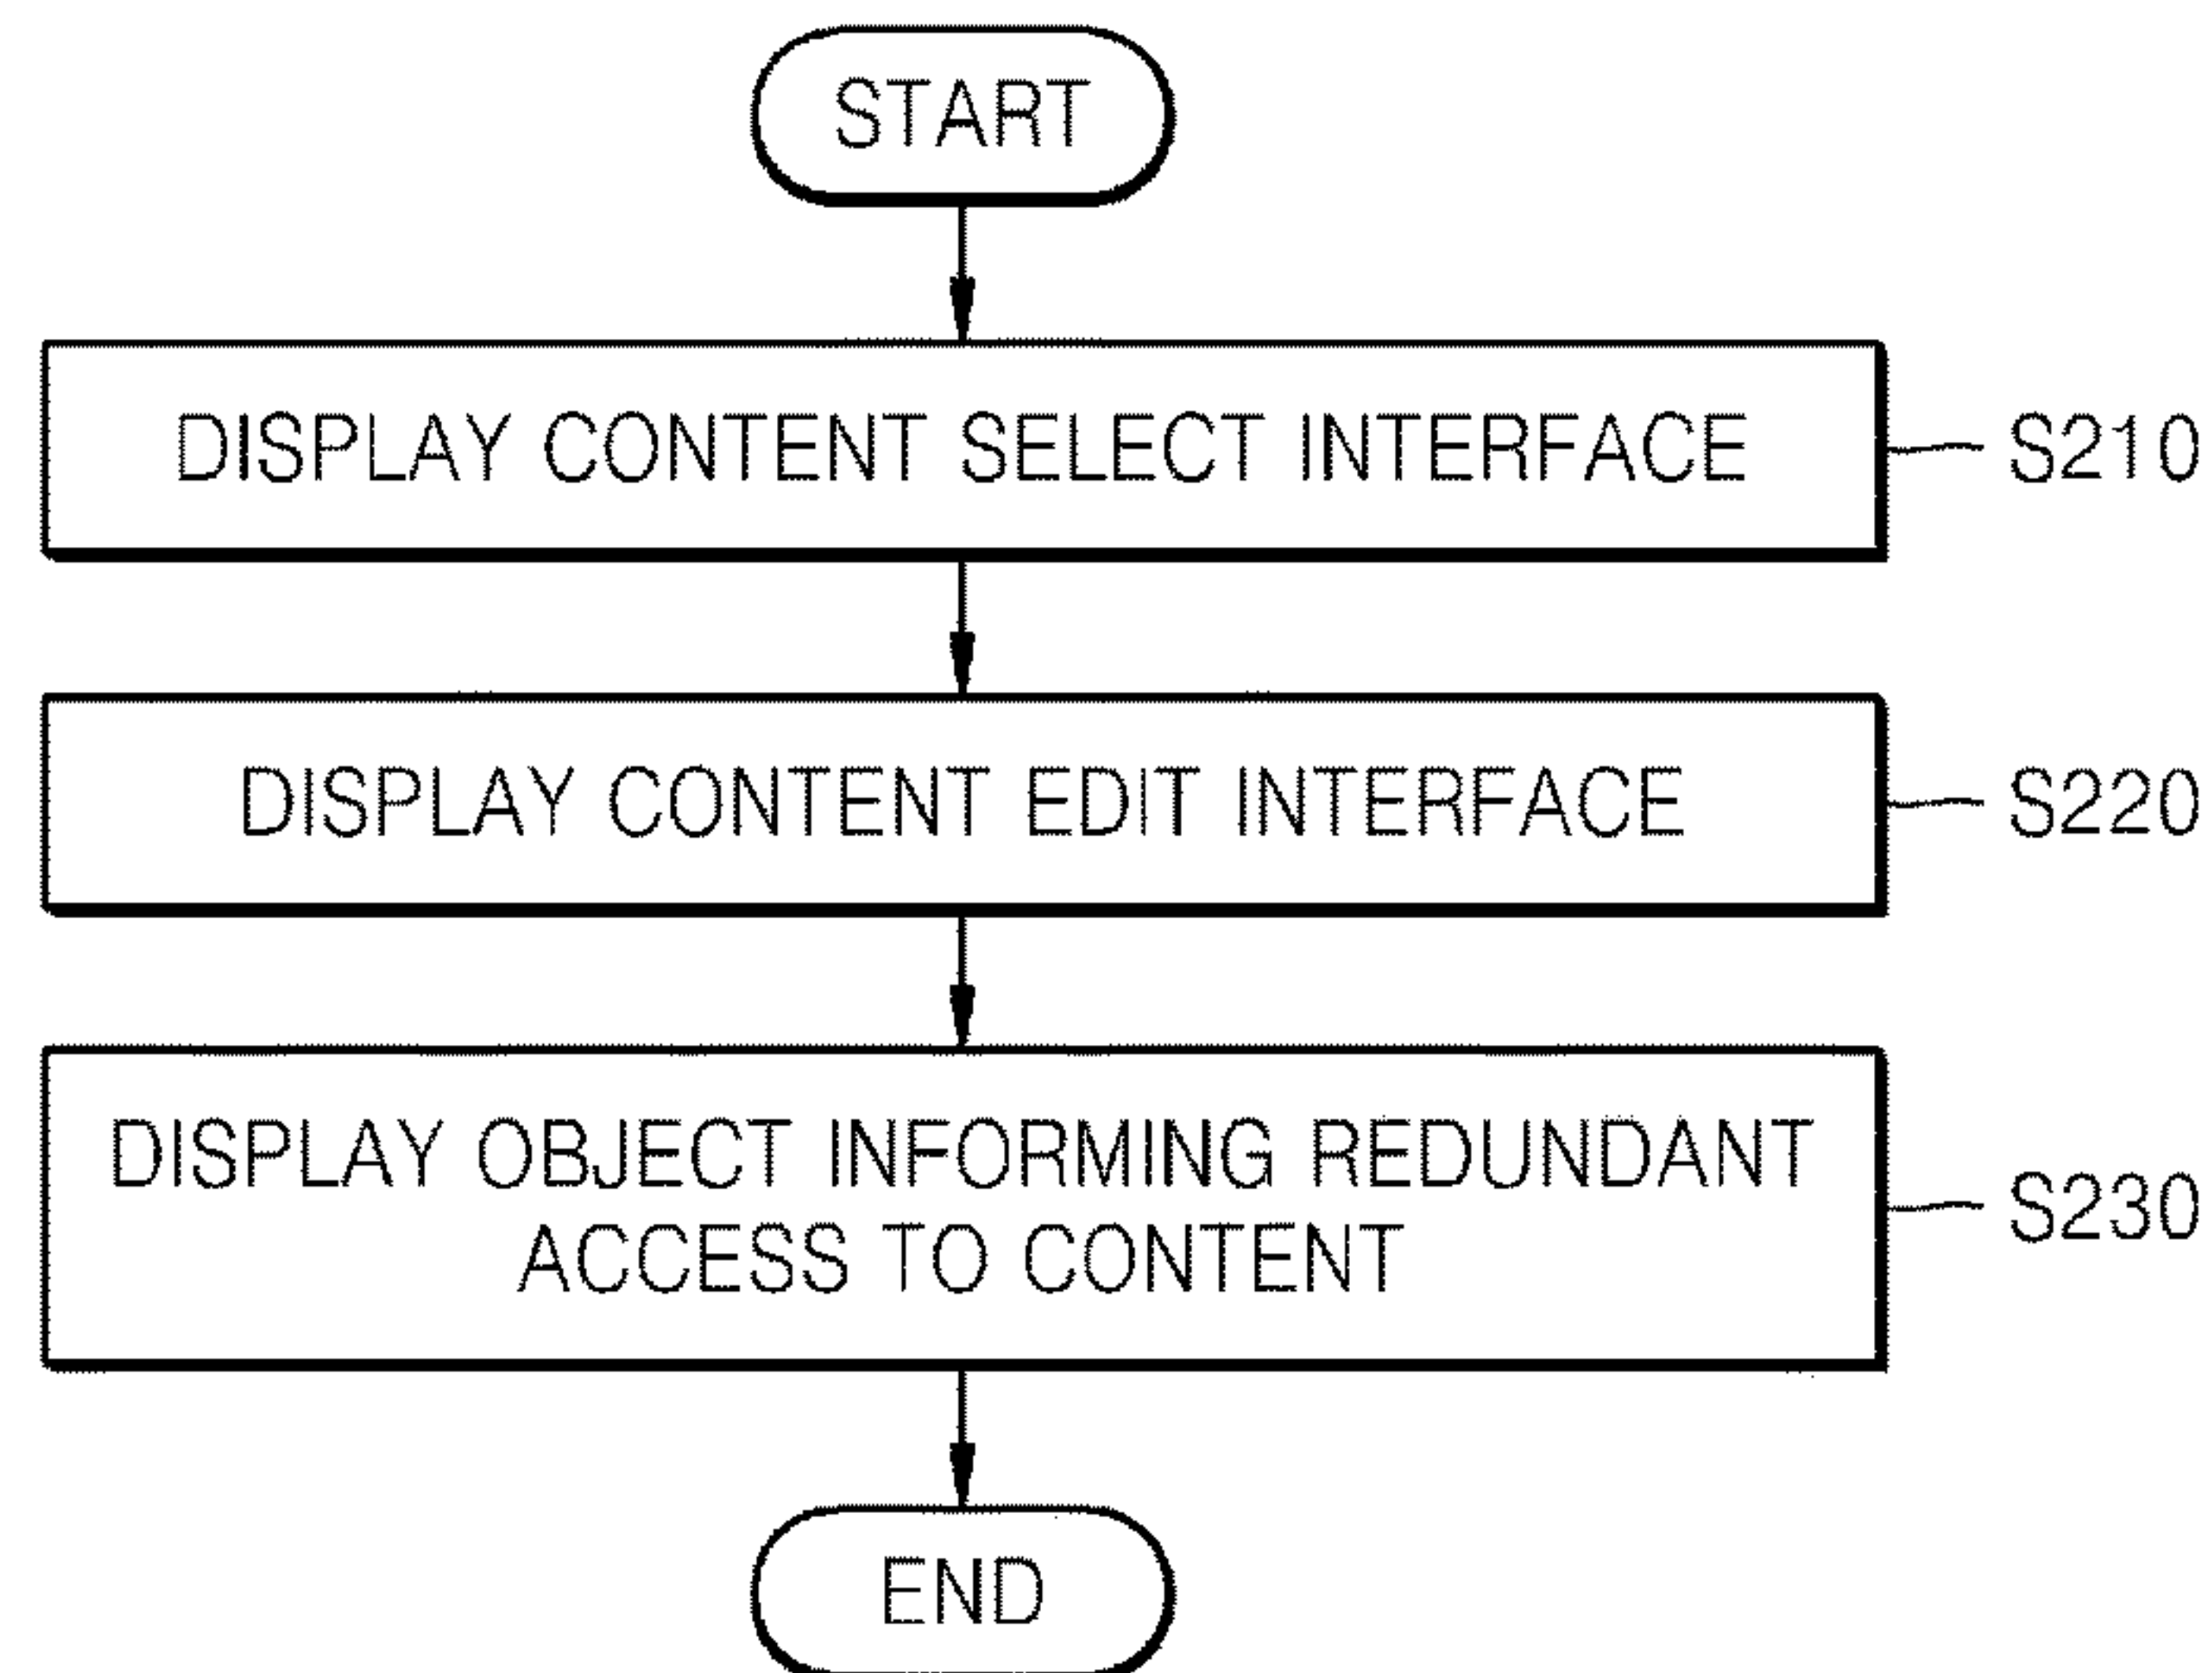 START
DISPLAY CONTENT SELECT INTERFACE
S210
DISPLAY CONTENT EDIT INTERFACE
S220
DISPLAY OBJECT INFORMING REDUNDANT
ACCESS TO CONTENT
S230
END